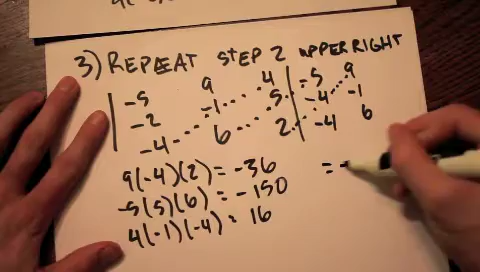 3) REPEAT STEP 2 UPPER RIGHT
-5 9 4 -5 9
-2 -1 5 -4 -1
-4 6 2 -4 6
9(-4)(2) = -36 = -
-5(5)(6) = -150
4(-1)(-4) = 16